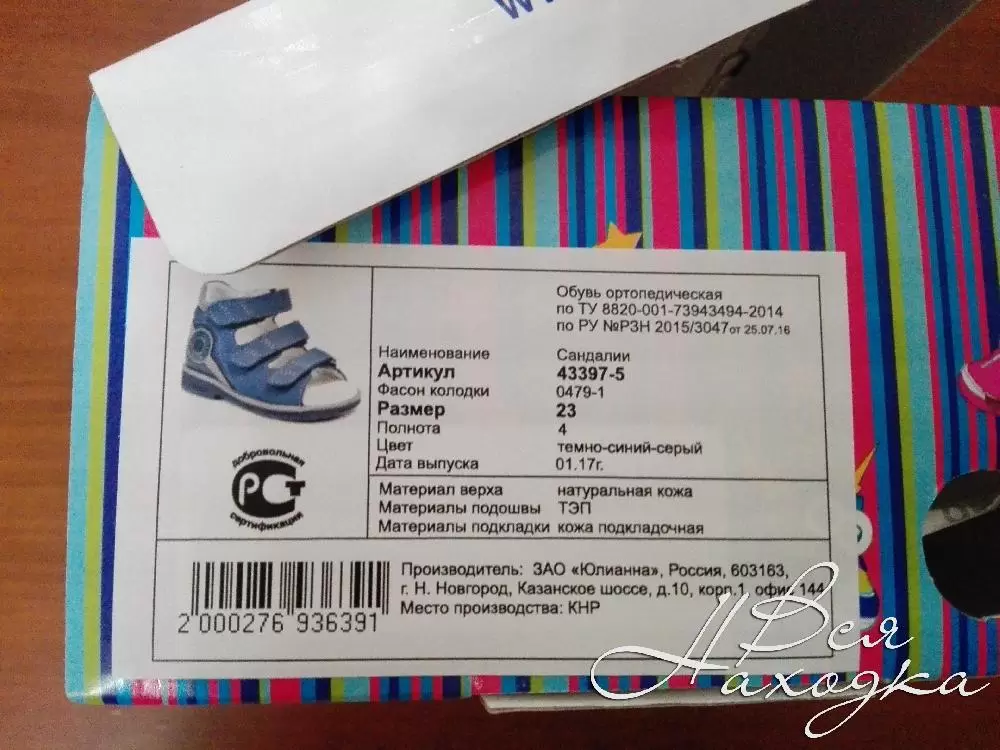 Обувь ортопедическая
по ТУ 8820-001-73943494-2014
по РУ №РЗН 2015/3047 от 25.07.16
Наименование Сандалии
Артикул 43397-5
Фасон колодки 0479-1
Размер 23
Полнота 4
Цвет темно-синий-серый
Дата выпуска 01.17г.
добровольная
РСТ
сертификация
Материал верха натуральная кожа
Материалы подошвы ТЭП
Материалы подкладки кожа подкладочная
Производитель: ЗАО «Юлианна», Россия, 603163,
г. Н. Новгород, Казанское шоссе, д.10, корп.1, офис 144
Место производства: КНР
2 000276 936391
Вся
Находка